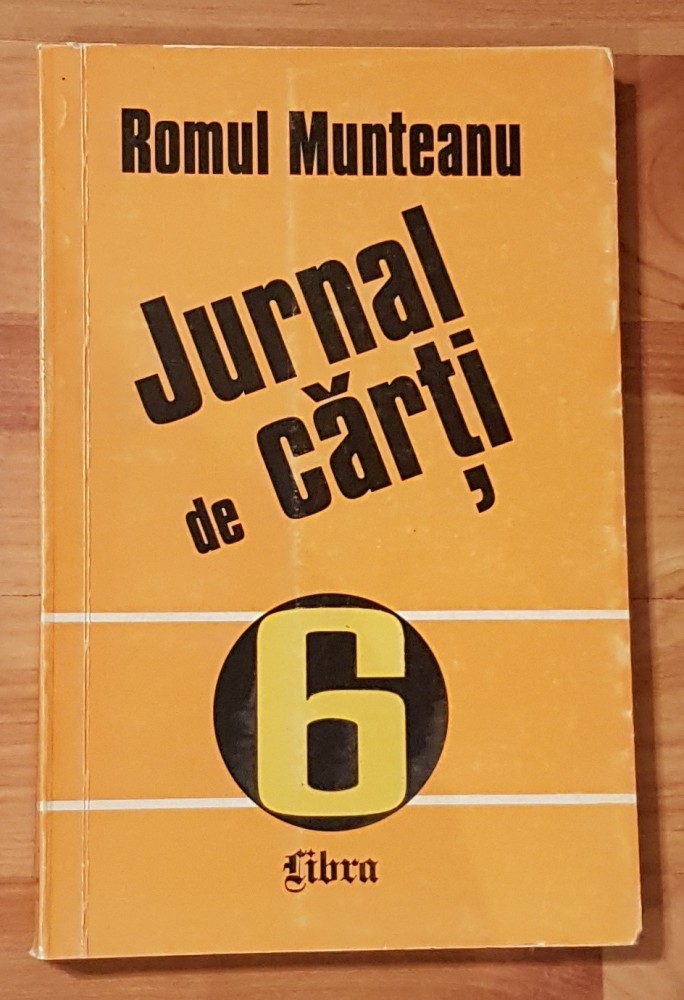 Romul Munteanu
Jurnal
de cărți
6
Libra